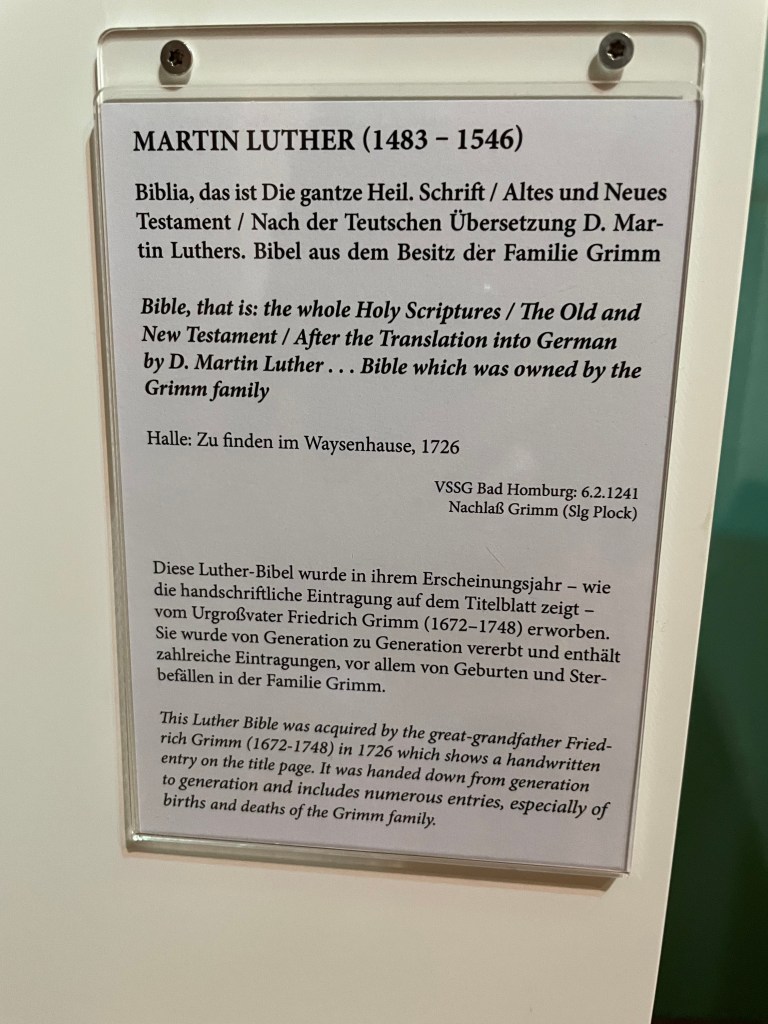 MARTIN LUTHER (1483 – 1546)
Biblia, das ist Die gantze Heil. Schrift / Altes und Neues
Testament / Nach der Teutschen Übersetzung D. Mar-
tin Luthers. Bibel aus dem Besitz der Familie Grimm
Bible, that is: the whole Holy Scriptures / The Old and
New Testament / After the Translation into German
by D. Martin Luther . . . Bible which was owned by the
Grimm family
Halle: Zu finden im Waysenhause, 1726
VSSG Bad Homburg: 6.2.1241
Nachlaß Grimm (Slg Plock)
Diese Luther-Bibel wurde in ihrem Erscheinungsjahr – wie
die handschriftliche Eintragung auf dem Titelblatt zeigt –
vom Urgroßvater Friedrich Grimm (1672–1748) erworben.
Sie wurde von Generation zu Generation vererbt und enthält
zahlreiche Eintragungen, vor allem von Geburten und Ster-
befällen in der Familie Grimm.
This Luther Bible was acquired by the great-grandfather Fried-
rich Grimm (1672-1748) in 1726 which shows a handwritten
entry on the title page. It was handed down from generation
to generation and includes numerous entries, especially of
births and deaths of the Grimm family.